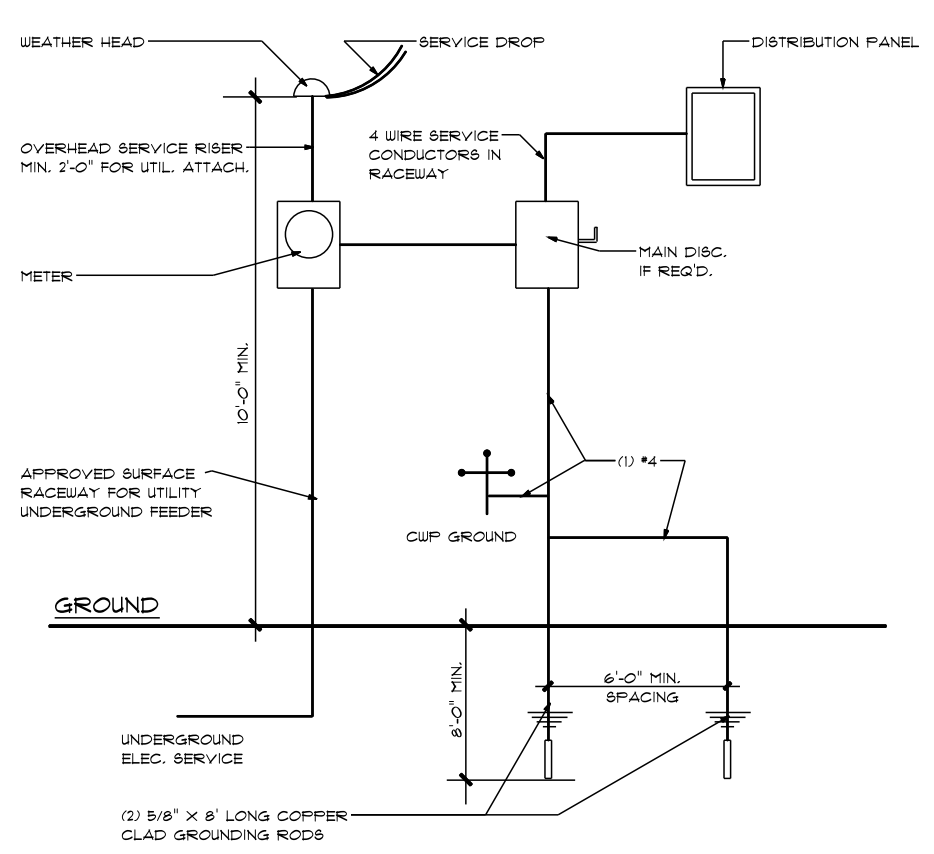 WEATHER HEAD
SERVICE DROP
DISTRIBUTION PANEL
OVERHEAD SERVICE RISER
MIN. 2'-0" FOR UTIL. ATTACH.
4 WIRE SERVICE
CONDUCTORS IN
RACEWAY
METER
MAIN DISC.
IF REQ'D.
10'-0" MIN.
APPROVED SURFACE
RACEWAY FOR UTILITY
UNDERGROUND FEEDER
(1) #4
CWP GROUND
GROUND
8'-0" MIN.
6'-0" MIN.
SPACING
UNDERGROUND
ELEC. SERVICE
(2) 5/8" X 8' LONG COPPER
CLAD GROUNDING RODS